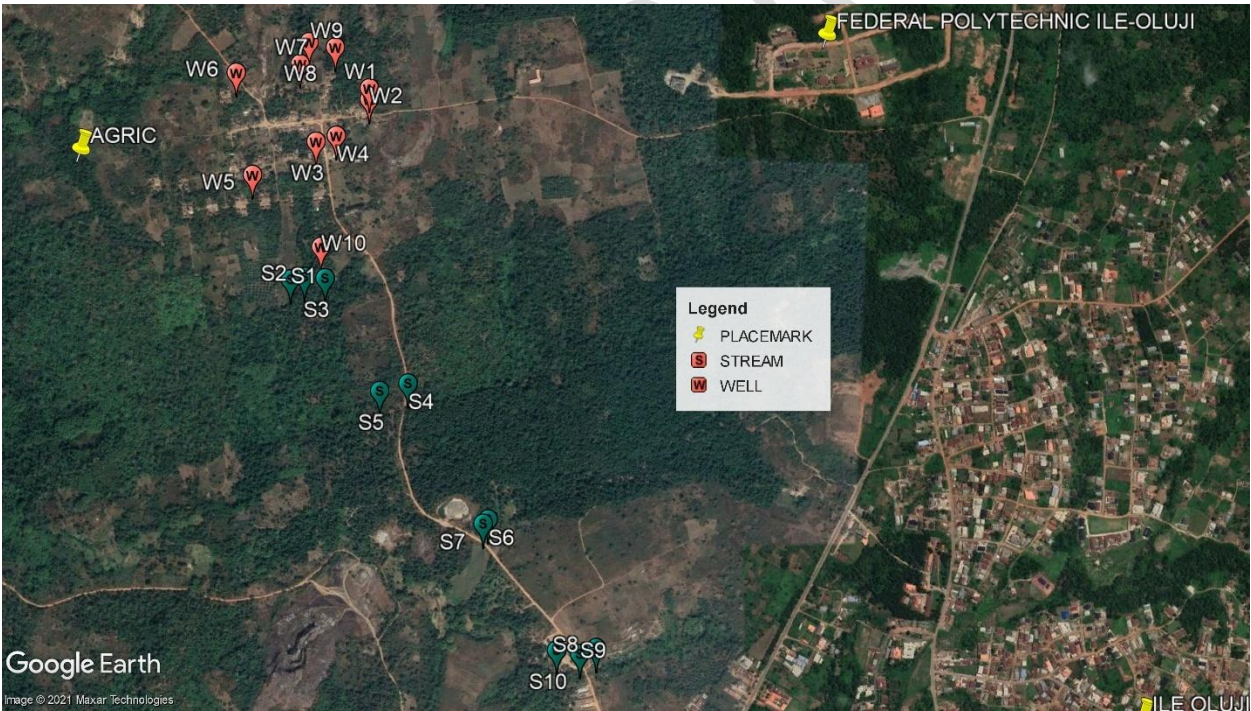 FEDERAL POLYTECHNIC ILE-OLUJI
W9
W7
W8
W6
W1
W2
AGRIC
W4
W3
W5
W10
S2
S1
S3
Legend
PLACEMARK
S STREAM
W WELL
S4
S5
S7
S6
S8
S9
S10
Google Earth
Image © 2021 Maxar Technologies
ILE OLUJI